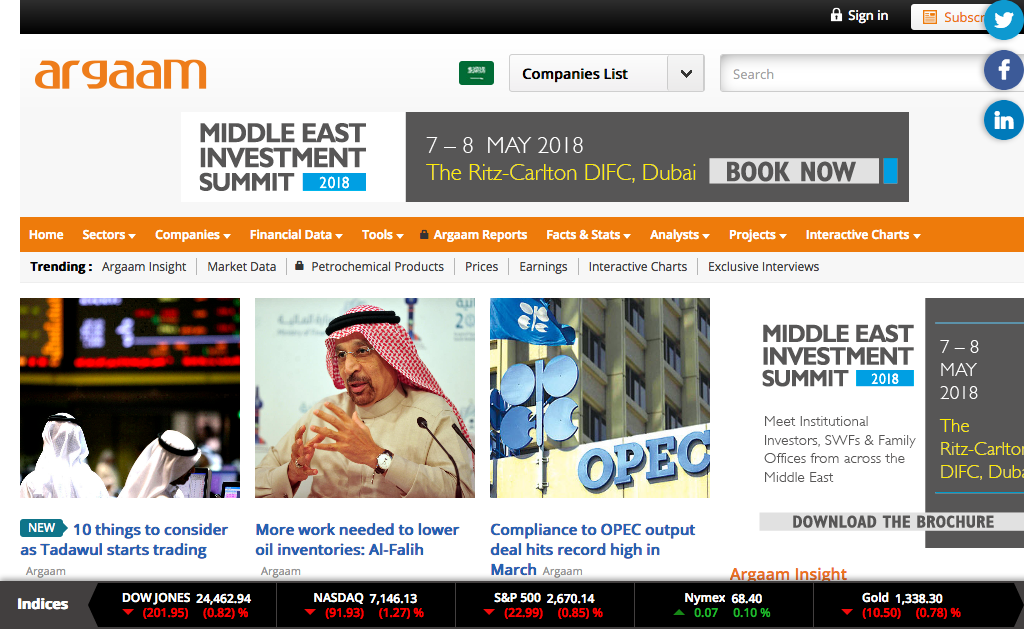 Sign in
argaam
Companies List
Search
MIDDLE EAST
INVESTMENT
SUMMIT 2018
7 – 8 MAY 2018
The Ritz-Carlton DIFC, Dubai
BOOK NOW
Home Sectors Companies Financial Data Tools Argaam Reports Facts & Stats Analysts Projects Interactive Charts
Trending : Argaam Insight Market Data Petrochemical Products Prices Earnings Interactive Charts Exclusive Interviews
OPEC
NEW 10 things to consider
as Tadawul starts trading
Argaam
More work needed to lower
oil inventories: Al-Falih
Argaam
Compliance to OPEC output
deal hits record high in
March Argaam
MIDDLE EAST
INVESTMENT
SUMMIT 2018
Meet Institutional
Investors, SWFs & Family
Offices from across the
Middle East
7 – 8
MAY
2018
The
Ritz-Carlton
DIFC, Duba
DOWNLOAD THE BROCHURE
Argaam Insight
Indices
DOW JONES 24,462.94
(201.95) (0.82) %
NASDAQ 7,146.13
(91.93) (1.27) %
S&P 500 2,670.14
(22.99) (0.85) %
Nymex 68.40
0.07 0.10 %
Gold 1,338.30
(10.50) (0.78) %